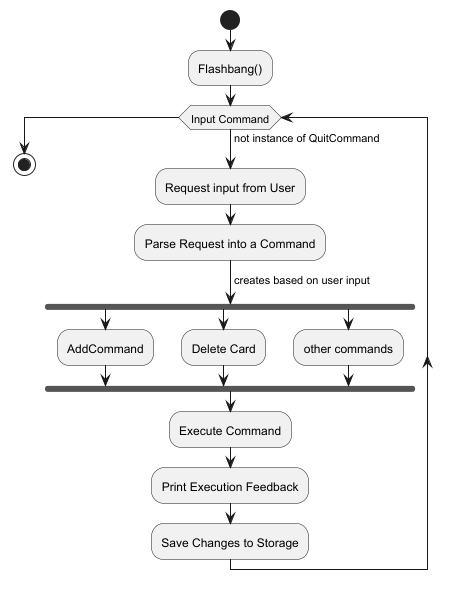 Flashbang()
Input Command
not instance of QuitCommand
Request input from User
Parse Request into a Command
creates based on user input
AddCommand
Delete Card
other commands
Execute Command
Print Execution Feedback
Save Changes to Storage